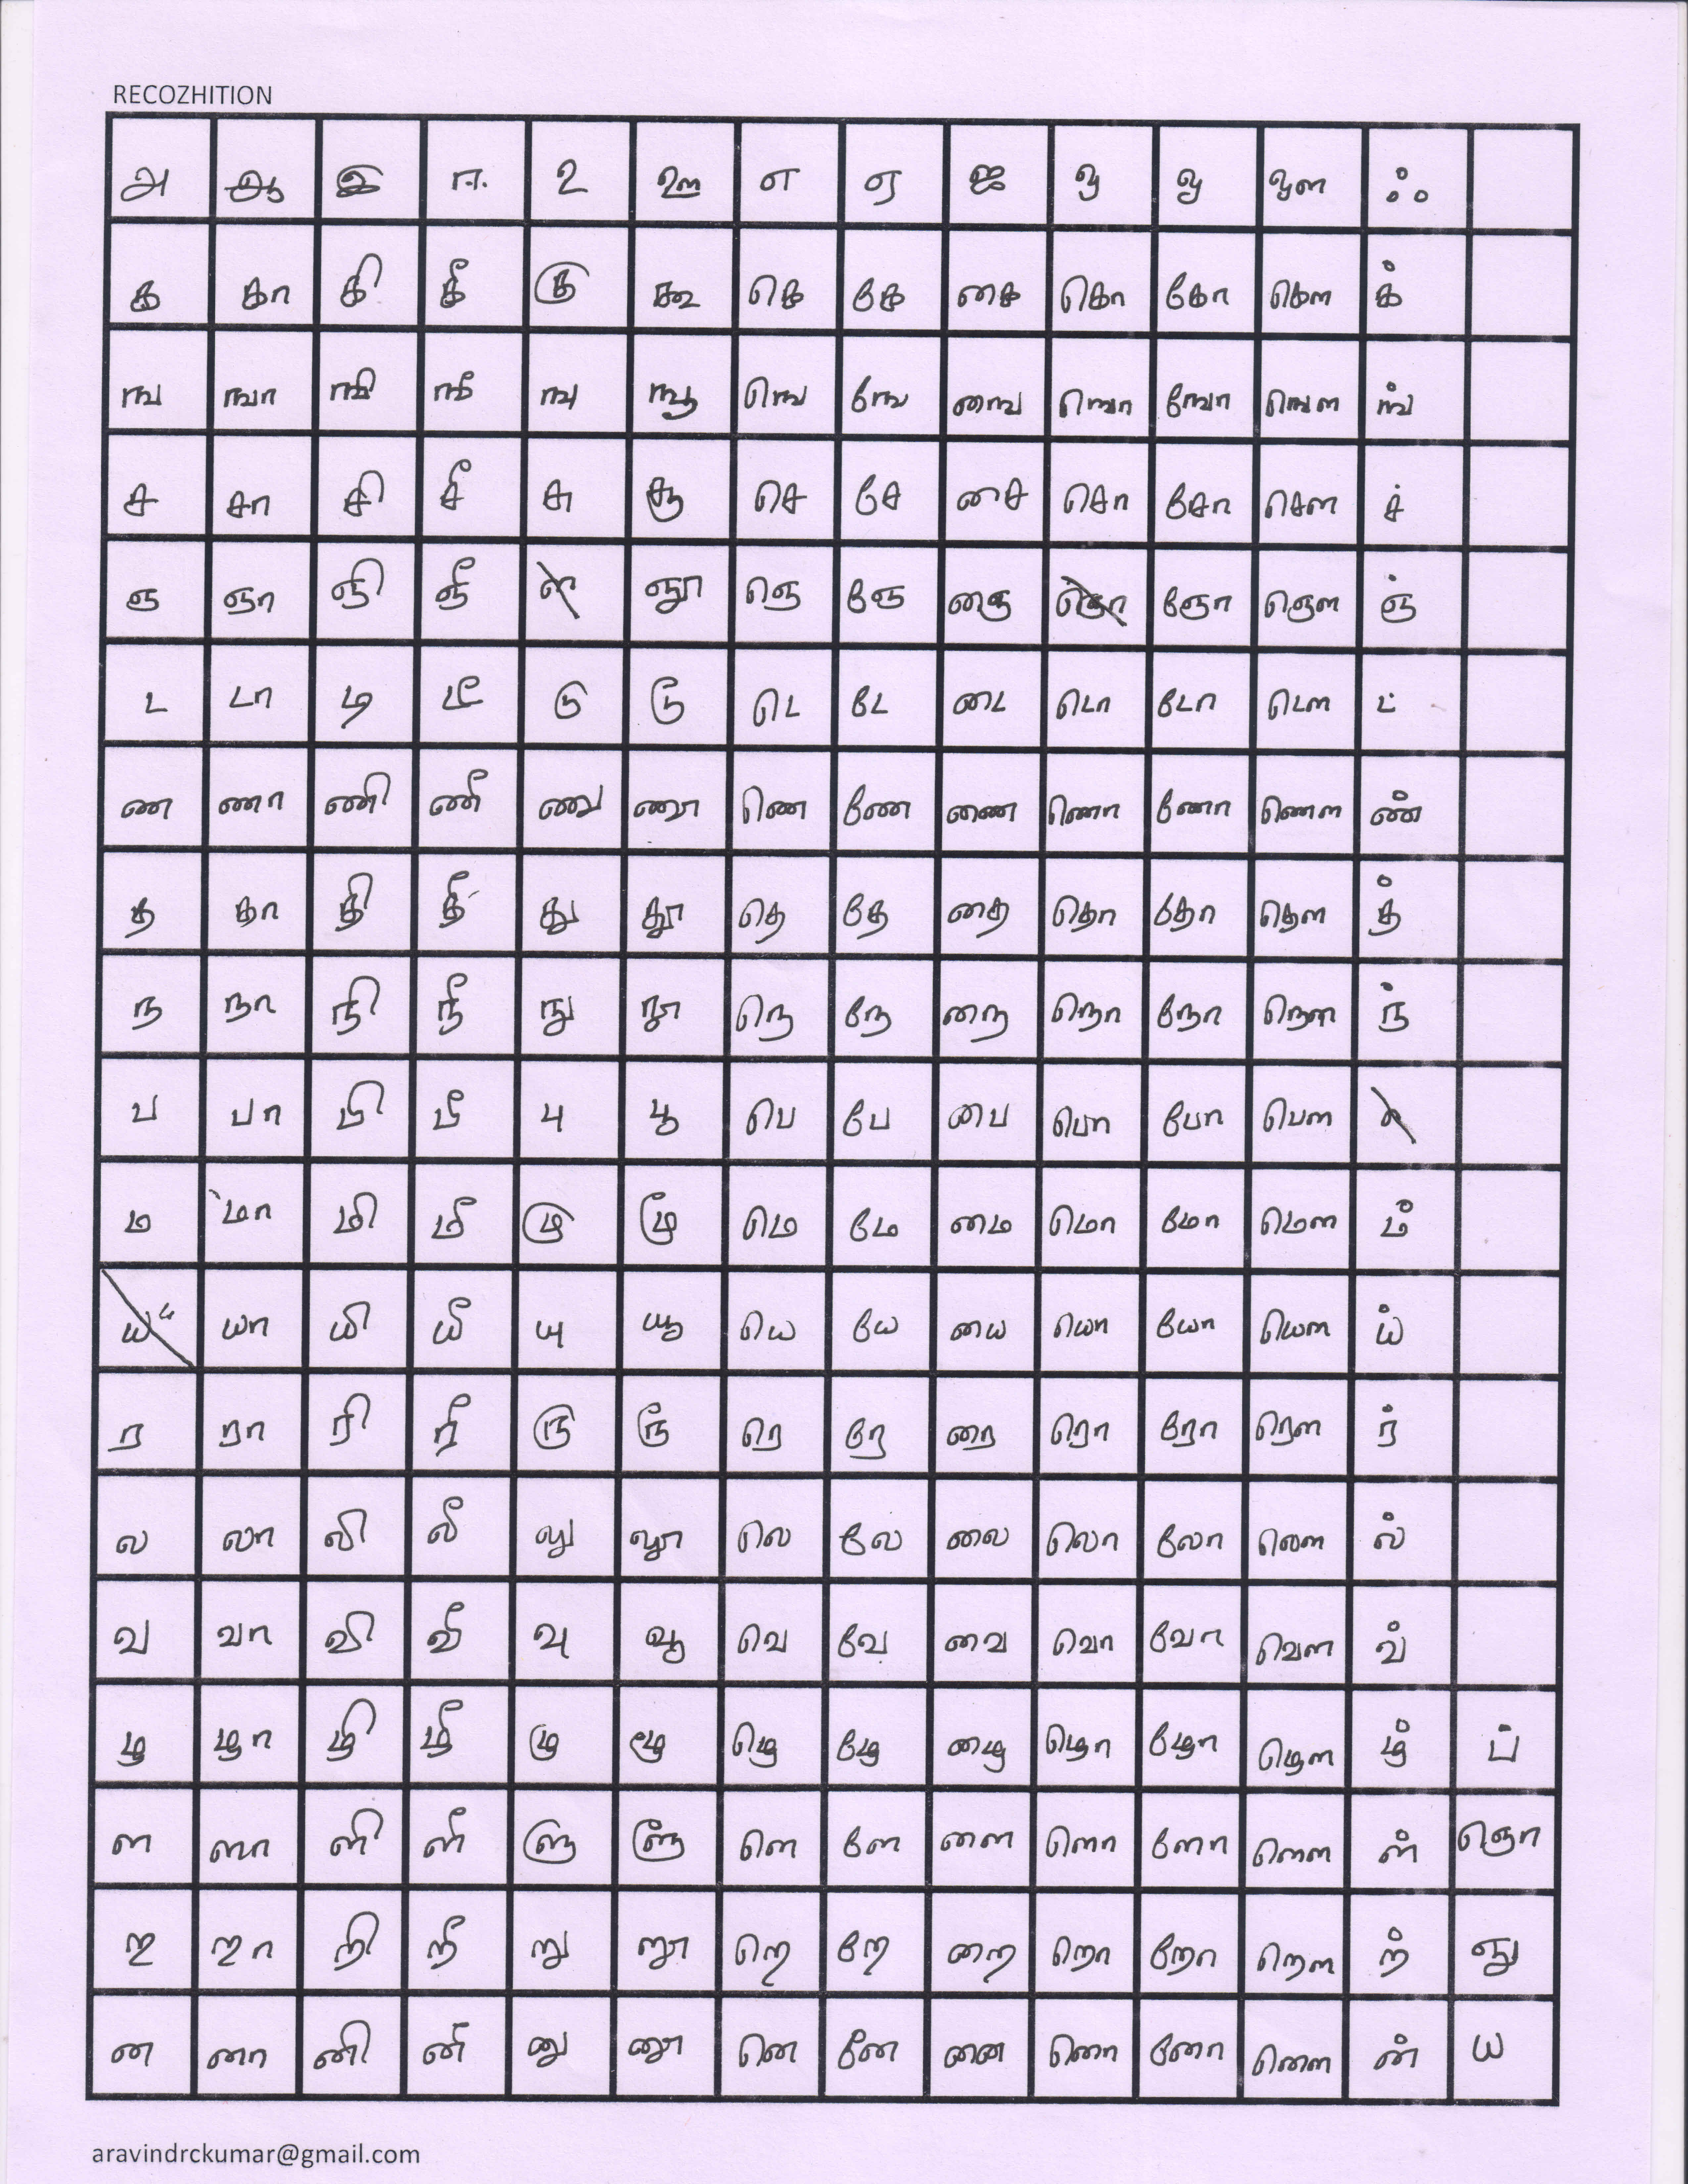 RECOZHITION
அ ஆ இ ஈ உ ஊ எ ஏ ஐ ஒ ஓ ஔ ஃ
க கா கி கீ கு கூ கெ கே கை கொ கோ கௌ க்
ங ஙா ஙி ஙீ ஙு ஙூ ஙெ ஙே ஙை ஙொ ஙோ ஙௌ ங்
ச சா சி சீ சு சூ செ சே சை சொ சோ சௌ ச்
ஞ ஞா ஞி ஞீ ஞூ ஞெ ஞே ஞை ஞோ ஞௌ ஞ்
ட டா டி டீ டு டூ டெ டே டை டொ டோ டௌ ட்
ண ணா ணி ணீ ணு ணூ ணெ ணே ணை ணொ ணோ ணௌ ண்
த தா தி தீ து தூ தெ தே தை தொ தோ தௌ த்
ந நா நி நீ நு நூ நெ நே நை நொ நோ நௌ ந்
ப பா பி பீ பு பூ பெ பே பை பொ போ பௌ
ம மா மி மீ மு மூ மெ மே மை மொ மோ மௌ ம்
யா யி யீ யு யூ யெ யே யை யொ யோ யௌ ய்
ர ரா ரி ரீ ரு ரூ ரெ ரே ரை ரொ ரோ ரௌ ர்
ல லா லி லீ லு லூ லெ லே லை லொ லோ லௌ ல்
வ வா வி வீ வு வூ வெ வே வை வொ வோ வௌ வ்
ழ ழா ழி ழீ ழு ழூ ழெ ழே ழை ழொ ழோ ழௌ ழ் ப்
ள ளா ளி ளீ ளு ளூ ளெ ளே ளை ளொ ளோ ளௌ ள் ஞொ
ற றா றி றீ று றூ றெ றே றை றொ றோ றௌ ற் ஞு
ன னா னி னீ னு னூ னெ னே னை னொ னோ னௌ ன் ய
aravindrckumar@gmail.com